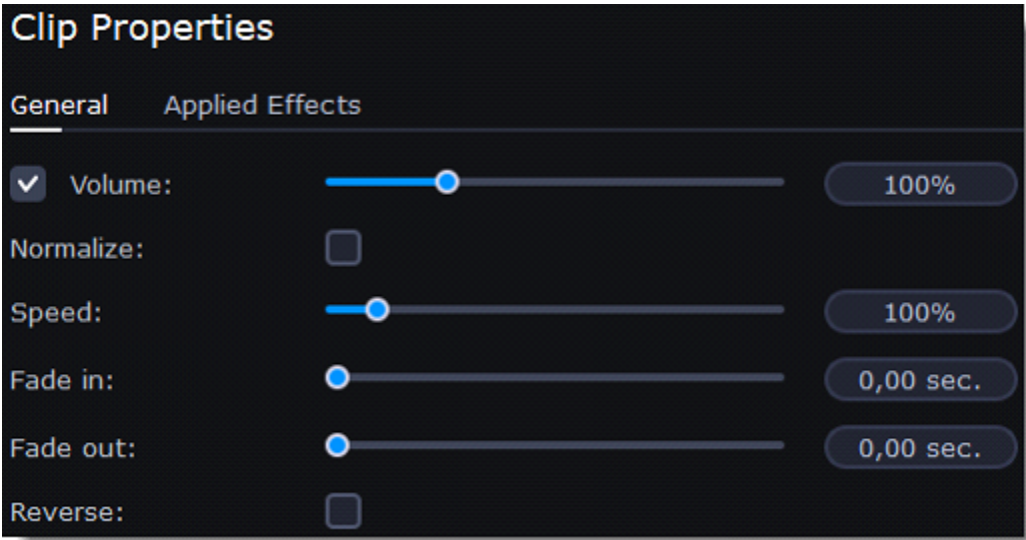 Clip Properties
General Applied Effects
Volume: 100%
Normalize:
Speed: 100%
Fade in: 0,00 sec.
Fade out: 0,00 sec.
Reverse: